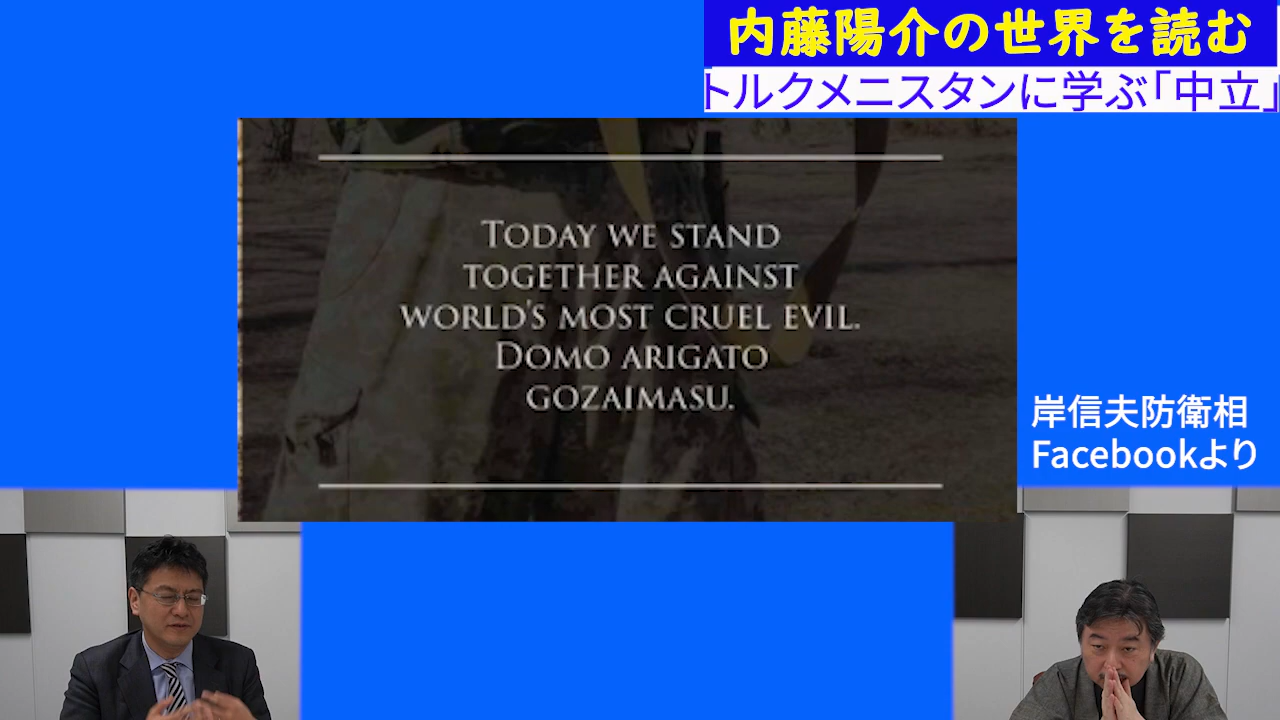 内藤陽介の世界を読む
トルクメニスタンに学ぶ「中立」
TODAY WE STAND
TOGETHER AGAINST
WORLD'S MOST CRUEL EVIL.
DOMO ARIGATO
GOZAIMASU.
岸信夫防衛相
Facebookより